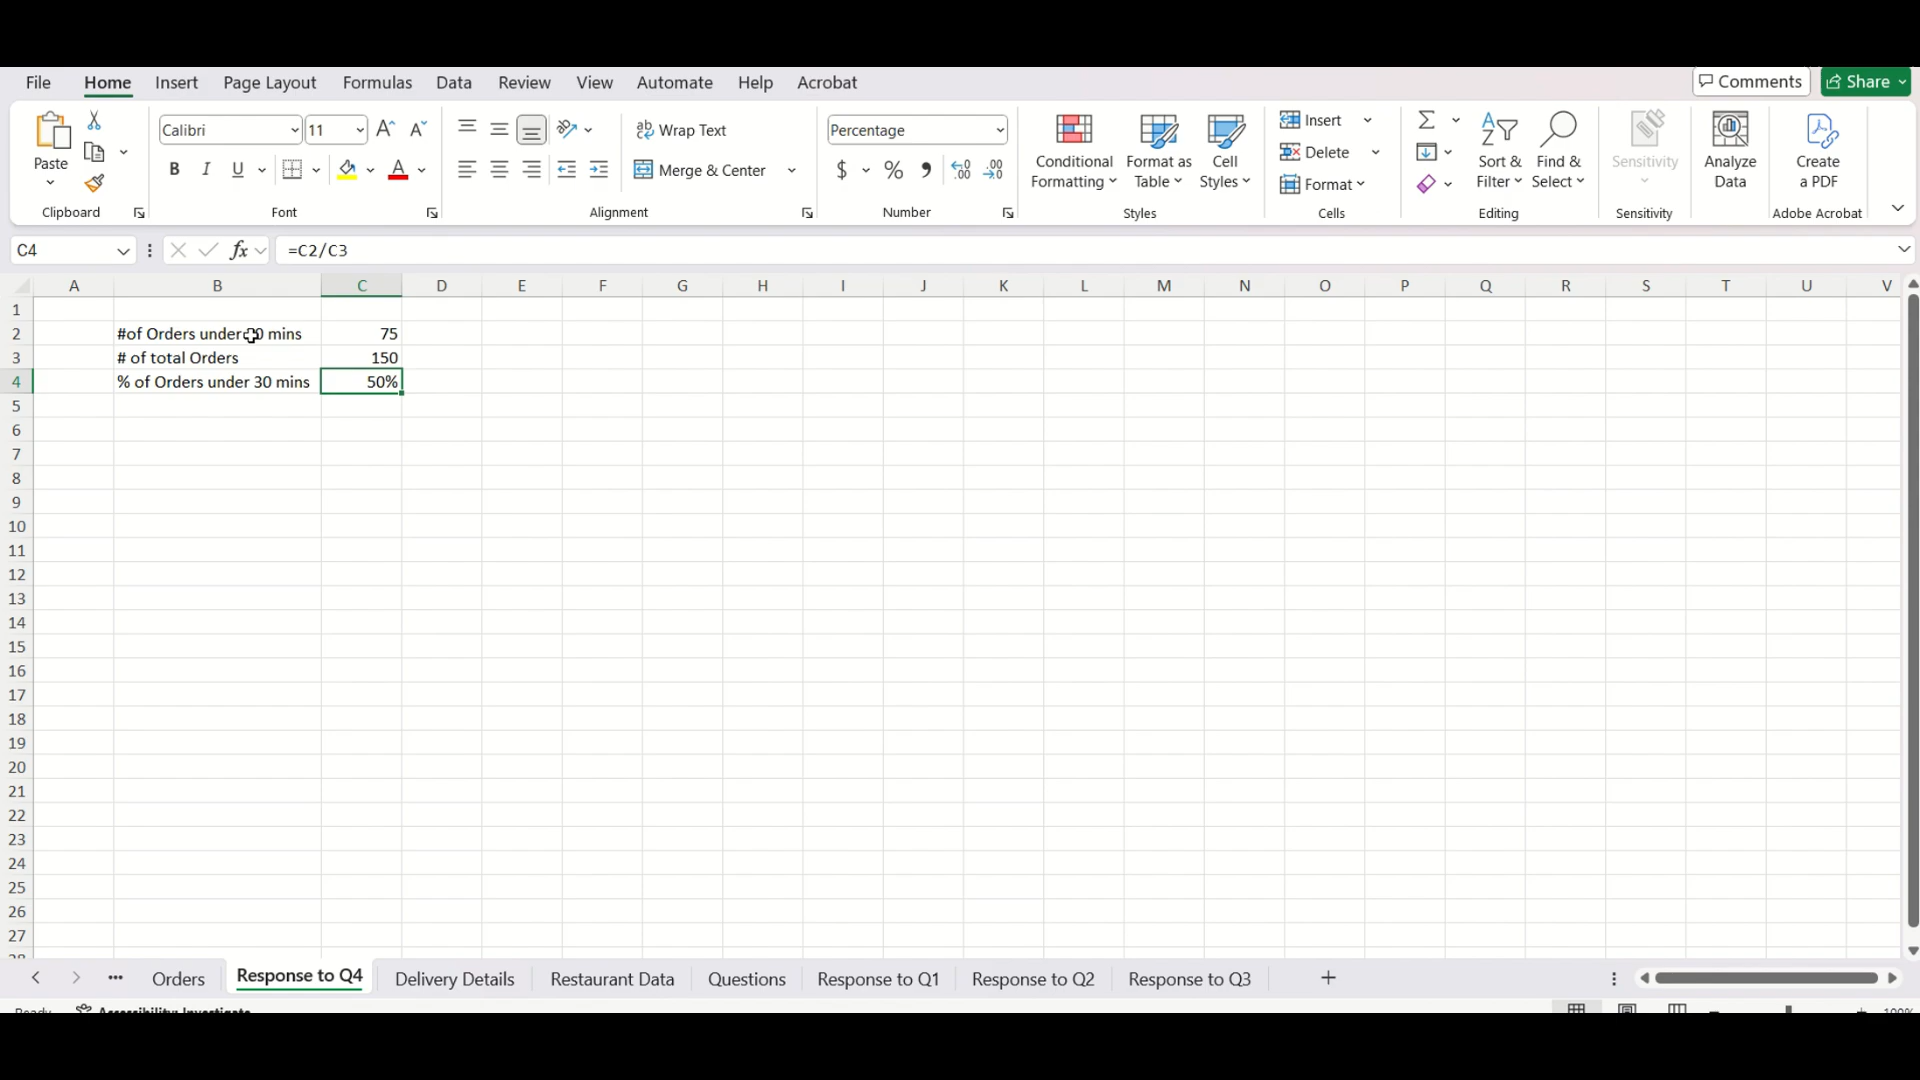 File Home Insert Page Layout Formulas Data Review View Automate Help Acrobat Comments Share
Paste
Clipboard
Calibri 11
B I U
Font
Wrap Text
Merge & Center
Alignment
Percentage
$ % 9
Number
Conditional Formatting
Format as Table
Cell Styles
Styles
Insert
Delete
Format
Cells
Sort & Filter
Find & Select
Editing
Sensitivity
Sensitivity
Analyze Data
Create a PDF
Adobe Acrobat
C4 fx =C2/C3
A B C D E F G H I J K L M N O P Q R S T U V
1
2 #of Orders under mins 75
3 # of total Orders 150
4 % of Orders under 30 mins 50%
5
6
7
8
9
10
11
12
13
14
15
16
17
18
19
20
21
22
23
24
25
26
27
Orders Response to Q4 Delivery Details Restaurant Data Questions Response to Q1 Response to Q2 Response to Q3
Accessibility: Investigate